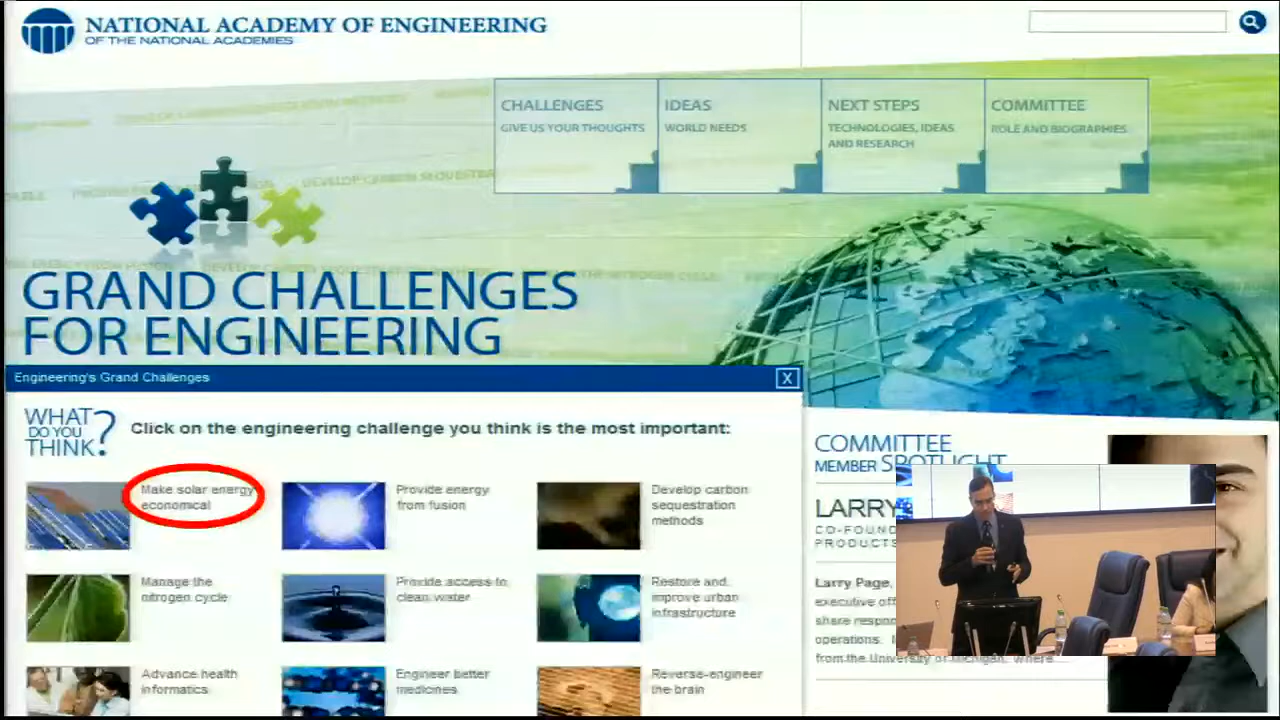 NATIONAL ACADEMY OF ENGINEERING
OF THE NATIONAL ACADEMIES
CHALLENGES
GIVE US YOUR THOUGHTS
IDEAS
WORLD NEEDS
NEXT STEPS
TECHNOLOGIES, IDEAS
AND RESEARCH
COMMITTEE
ROLE AND BIOGRAPHIES
GRAND CHALLENGES
FOR ENGINEERING
Engineering's Grand Challenges
X
WHAT
DO YOU
THINK?
Click on the engineering challenge you think is the most important:
Make solar energy
economical
Provide energy
from fusion
Develop carbon
sequestration
methods
Manage the
nitrogen cycle
Provide access to
clean water
Restore and
improve urban
infrastructure
Advance health
informatics
Engineer better
medicines
Reverse-engineer
the brain
COMMITTEE
MEMBER SPOTLIGHT
LARRY
CO-FOUND
PRODUCTS
Larry Page,
executive off
share respon
operations.
from the University of Michigan, where